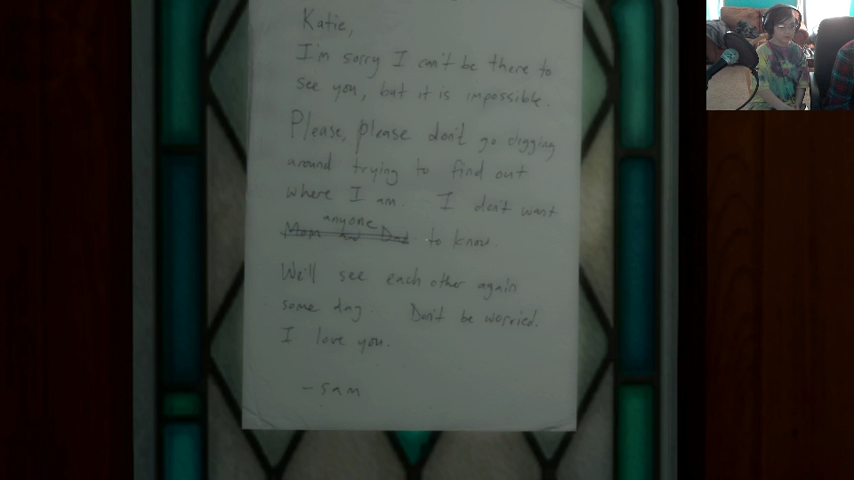 Katie,
I'm sorry I can't be there to
see you, but it is impossible.
Please, please don't go digging
around trying to find out
where I am. I don't want
anyone
Mom and Dad to know.
We'll see each other again
some day. Don't be worried.
I love you.
- Sam